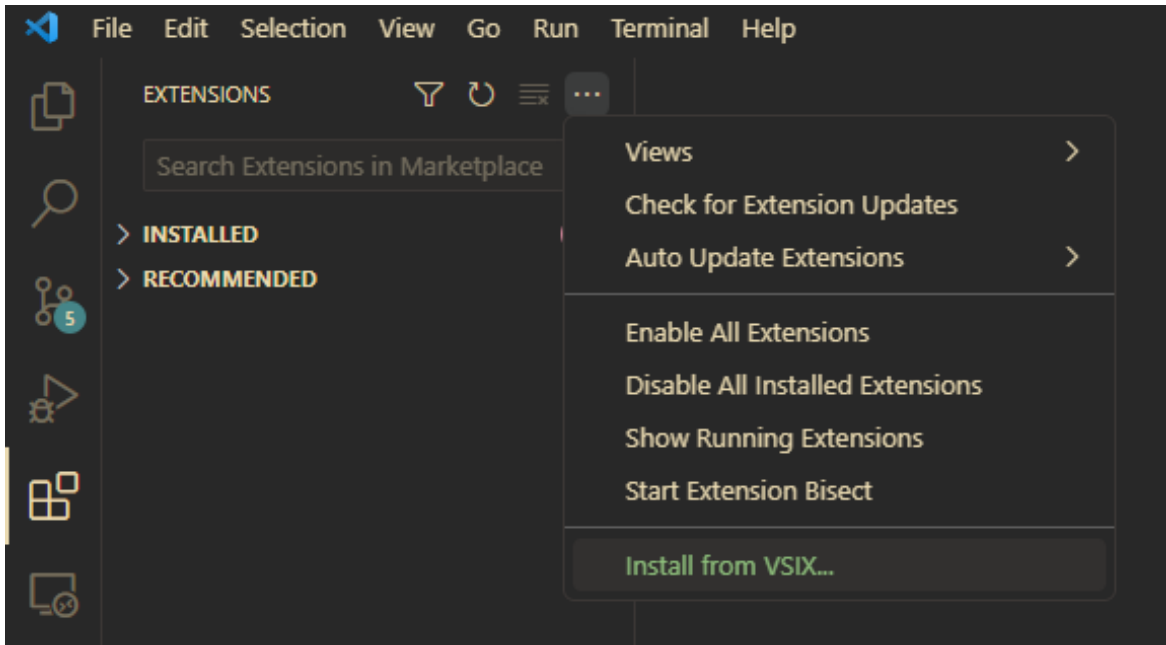 File Edit Selection View Go Run Terminal Help
EXTENSIONS
Search Extensions in Marketplace
INSTALLED
RECOMMENDED
5
Views
Check for Extension Updates
Auto Update Extensions
Enable All Extensions
Disable All Installed Extensions
Show Running Extensions
Start Extension Bisect
Install from VSIX...